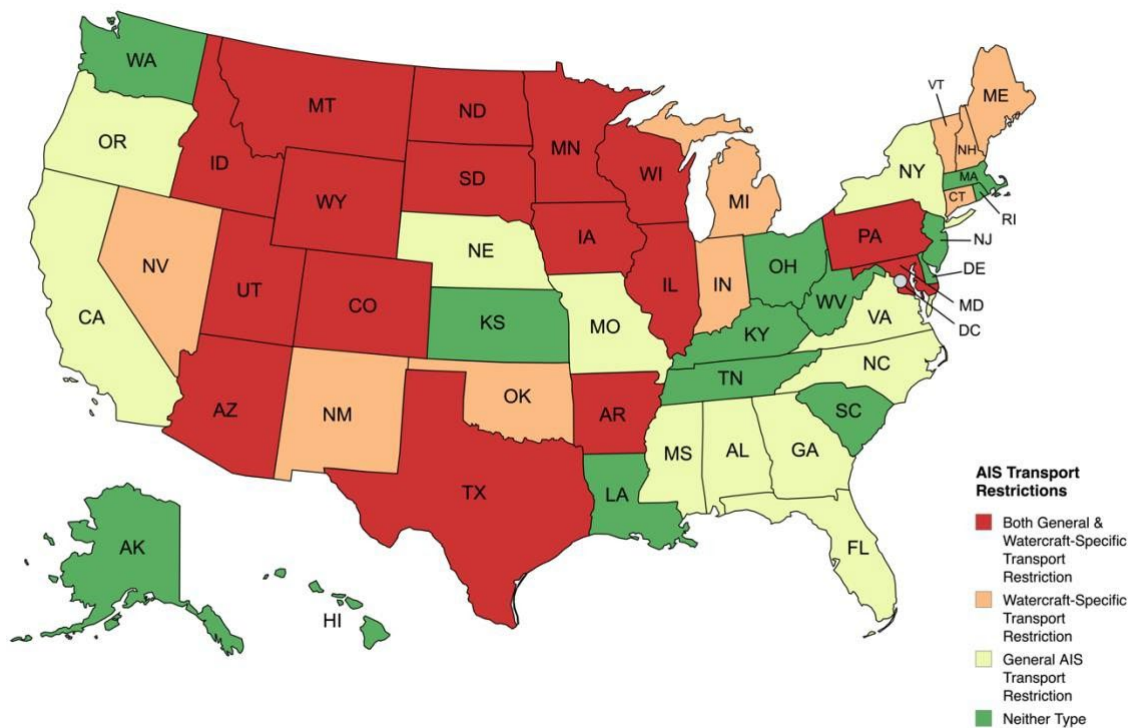 WA
MT
ND
MN
VT
ME
OR
ID
SD
WI
NH
NY
MA
WY
MI
CT
RI
NE
IA
PA
NJ
NV
UT
CO
IL
IN
OH
DE
CA
KS
MO
WV
VA
MD
KY
DC
AZ
NM
OK
AR
TN
NC
SC
TX
LA
MS
AL
GA
FL
AK
HI
AIS Transport
Restrictions
Both General &
Watercraft-Specific
Transport
Restriction
Watercraft-Specific
Transport
Restriction
General AIS
Transport
Restriction
Neither Type